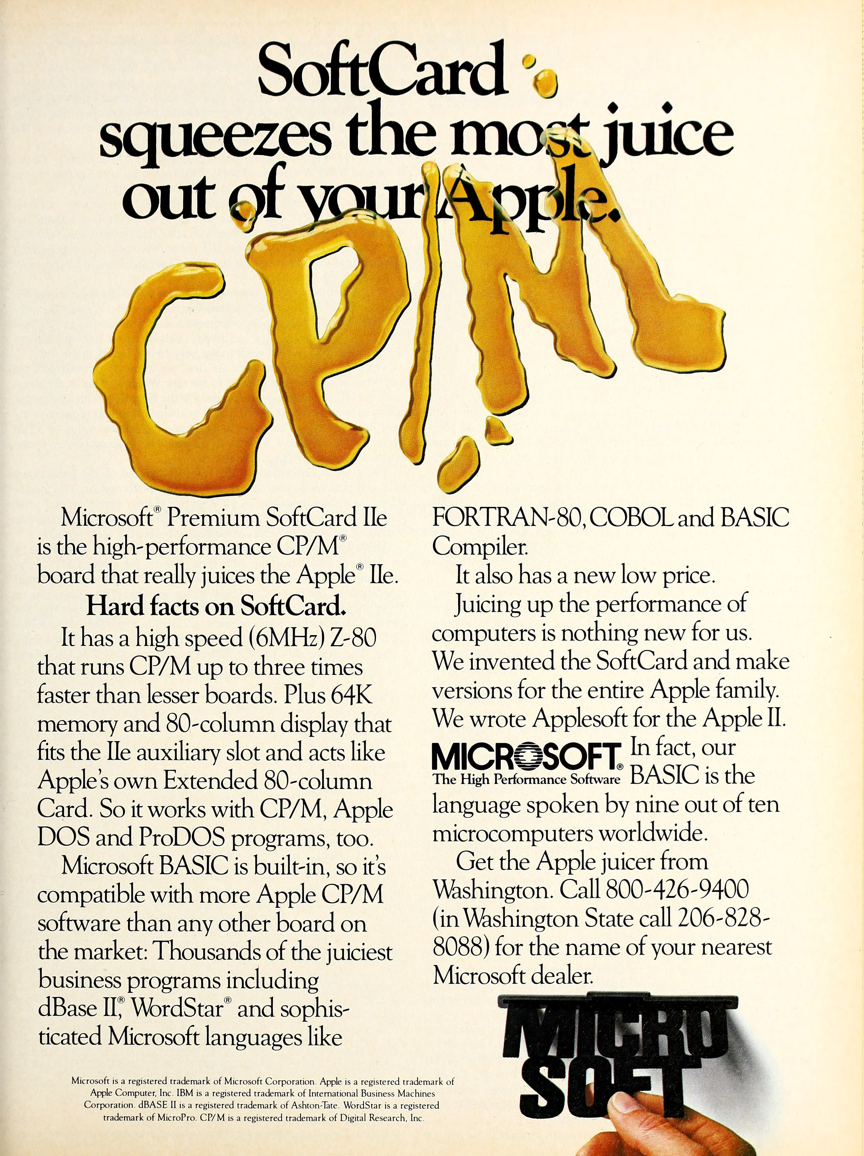 SoftCard
squeezes the most juice
out of your Apple.
CP/M
Microsoft® Premium SoftCard IIe
is the high-performance CP/M®
board that really juices the Apple® IIe.
Hard facts on SoftCard.
It has a high speed (6MHz) Z-80
that runs CP/M up to three times
faster than lesser boards. Plus 64K
memory and 80-column display that
fits the IIe auxiliary slot and acts like
Apple's own Extended 80-column
Card. So it works with CP/M, Apple
DOS and ProDOS programs, too.
Microsoft BASIC is built-in, so it's
compatible with more Apple CP/M
software than any other board on
the market: Thousands of the juiciest
business programs including
dBase II®, WordStar® and sophis-
ticated Microsoft languages like
FORTRAN-80, COBOL and BASIC
Compiler.
It also has a new low price.
Juicing up the performance of
computers is nothing new for us.
We invented the SoftCard and make
versions for the entire Apple family.
We wrote Applesoft for the Apple II.
MICROSOFT®
The High Performance Software
In fact, our
BASIC is the
language spoken by nine out of ten
microcomputers worldwide.
Get the Apple juicer from
Washington. Call 800-426-9400
(in Washington State call 206-828-
8088) for the name of your nearest
Microsoft dealer.
MICRO
SOFT
Microsoft is a registered trademark of Microsoft Corporation. Apple is a registered trademark of
Apple Computer, Inc. IBM is a registered trademark of International Business Machines
Corporation. dBASE II is a registered trademark of Ashton-Tate. WordStar is a registered
trademark of MicroPro. CP/M is a registered trademark of Digital Research, Inc.